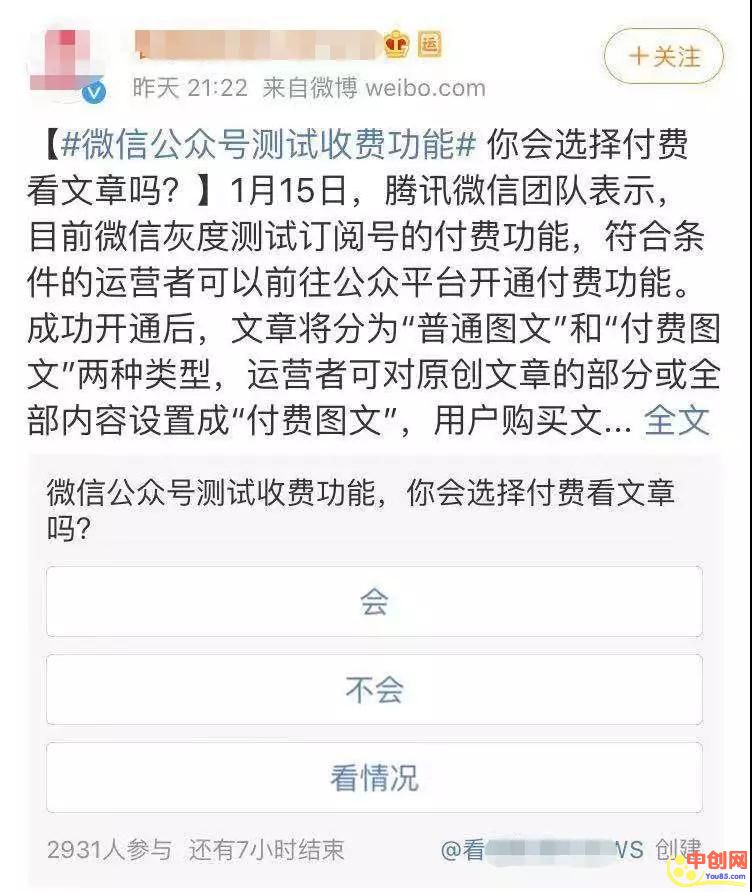 运
+关注
昨天 21:22 来自微博 weibo.com
【#微信公众号测试收费功能# 你会选择付费
看文章吗？】1月15日，腾讯微信团队表示，
目前微信灰度测试订阅号的付费功能，符合条
件的运营者可以前往公众平台开通付费功能。
成功开通后，文章将分为“普通图文”和“付费图
文”两种类型，运营者可对原创文章的部分或全
部内容设置成“付费图文”，用户购买文... 全文
微信公众号测试收费功能，你会选择付费看文章
吗?
会
不会
看情况
2931人参与 还有7小时结束
@看 WS 创建
中创网
You85.com